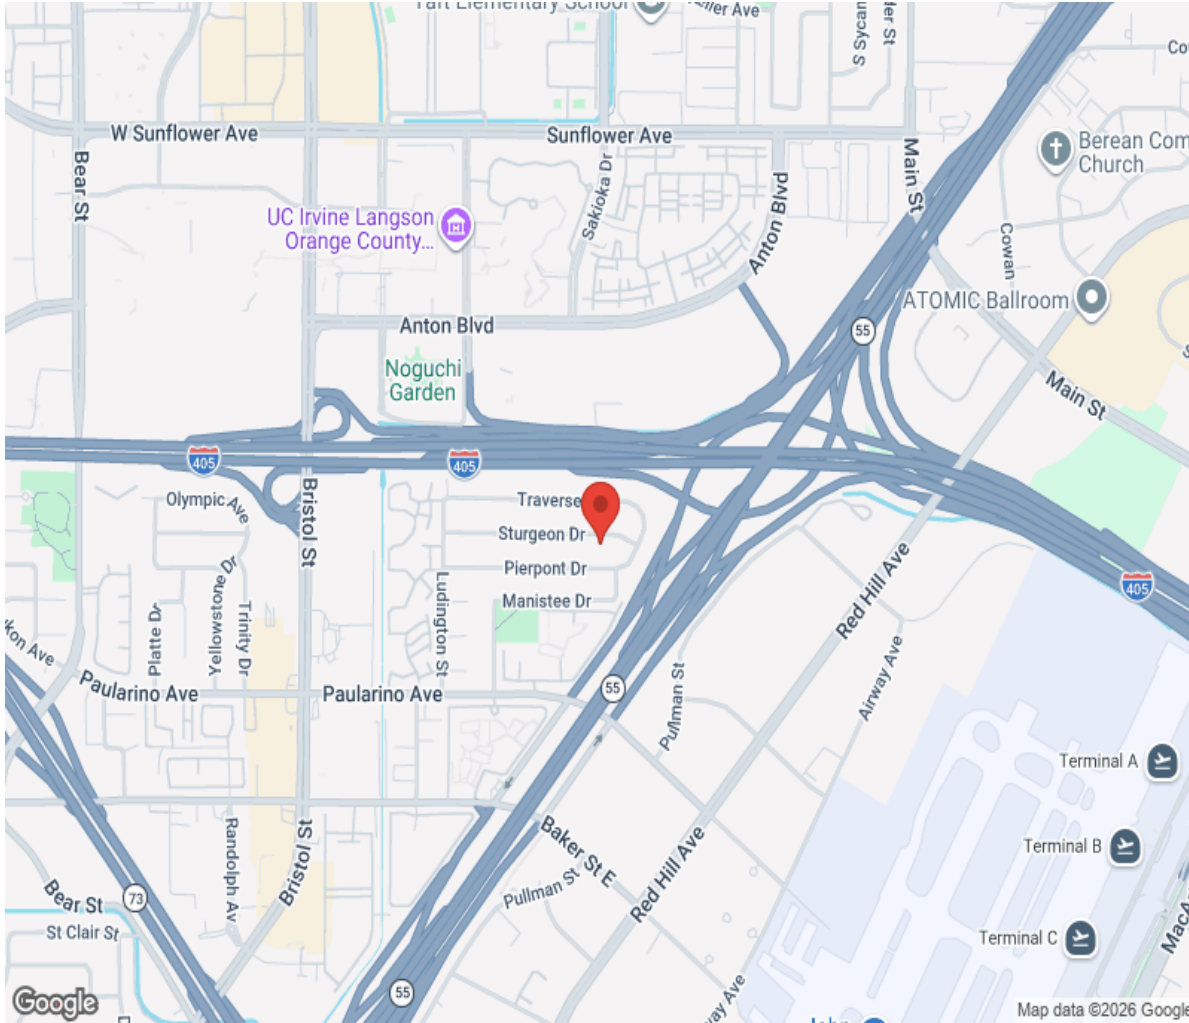 Tart Elementary School
W Sunflower Ave
Sunflower Ave
Bear St
Main St
Berean Com
Church
UC Irvine Langson
Orange County...
Sakioka Dr
Anton Blvd
Cowan
ATOMIC Ballroom
Anton Blvd
55
Noguchi
Garden
Main St
405
405
Olympic Ave
Bristol St
Traverse
Sturgeon Dr
Pierpont Dr
Manistee Dr
Ludington St
Red Hill Ave
405
Platte Dr
Yellowstone Dr
Trinity Dr
Airway Ave
Paularino Ave
Paularino Ave
55
Pullman St
Terminal A
Randolph Av
Bristol St
Baker St E
Red Hill Ave
Terminal B
Bear St
73
Pullman St
St Clair St
Terminal C
55
Google
Map data ©2026 Google